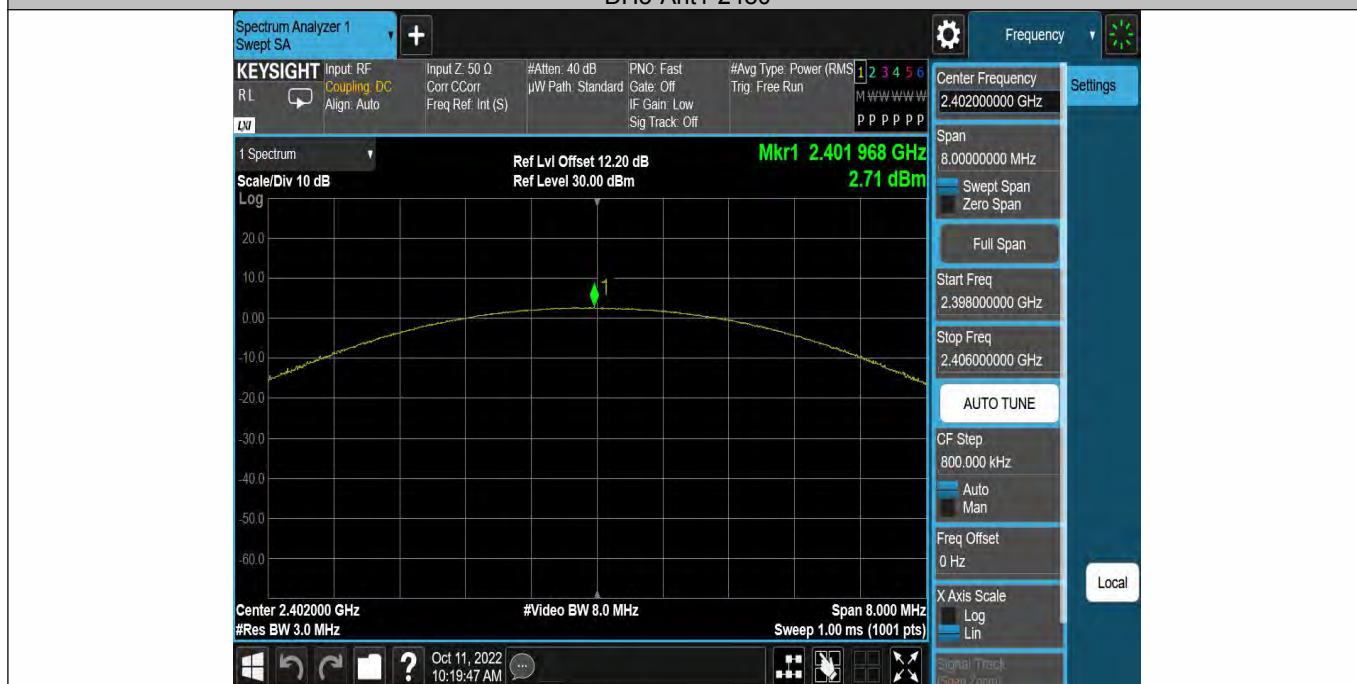 Spectrum Analyzer 1
Swept SA
Frequency
KEYSIGHT
RL
LXI
Input: RF
Coupling: DC
Align: Auto
Input Z: 50 Ω
Corr CCorr
Freq Ref: Int (S)
#Atten: 40 dB
µW Path: Standard
PNO: Fast
Gate: Off
IF Gain: Low
Sig Track: Off
#Avg Type: Power (RMS
Trig: Free Run
1 2 3 4 5 6
M W W W W W
P P P P P P
1 Spectrum
Scale/Div 10 dB
Ref Lvl Offset 12.20 dB
Ref Level 30.00 dBm
Mkr1 2.401 968 GHz
2.71 dBm
Log
20.0
10.0
0.00
-10.0
-20.0
-30.0
-40.0
-50.0
-60.0
1
Center 2.402000 GHz
#Res BW 3.0 MHz
#Video BW 8.0 MHz
Span 8.000 MHz
Sweep 1.00 ms (1001 pts)
Center Frequency
2.402000000 GHz
Settings
Span
8.00000000 MHz
Swept Span
Zero Span
Full Span
Start Freq
2.398000000 GHz
Stop Freq
2.406000000 GHz
AUTO TUNE
CF Step
800.000 kHz
Auto
Man
Freq Offset
0 Hz
X Axis Scale
Log
Lin
Signal Track
(Span Zoom)
Local
?
Oct 11, 2022
10:19:47 AM